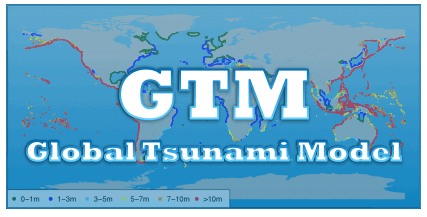 GTM
Global Tsunami Model
0-1m 1-3m 3-5m 5-7m 7-10m >10m